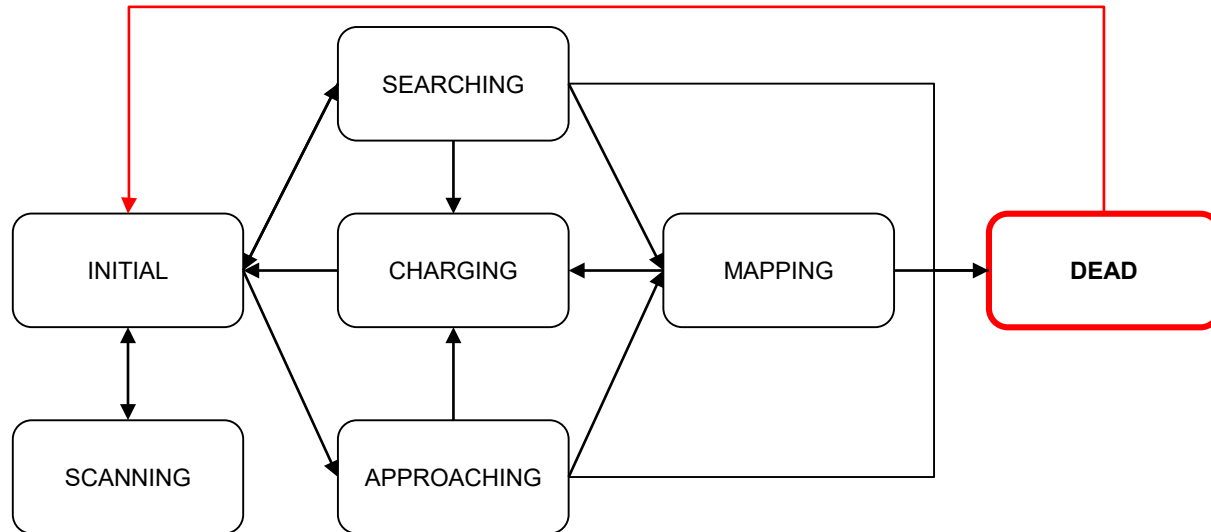 SEARCHING
INITIAL
CHARGING
MAPPING
DEAD
SCANNING
APPROACHING